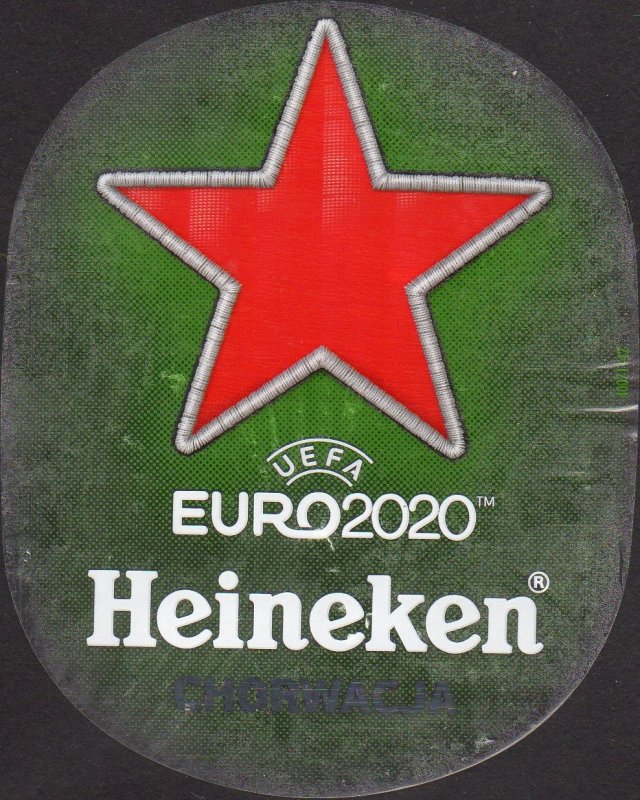 UEFA
EURO2020™
Heineken®
CHORWACJA